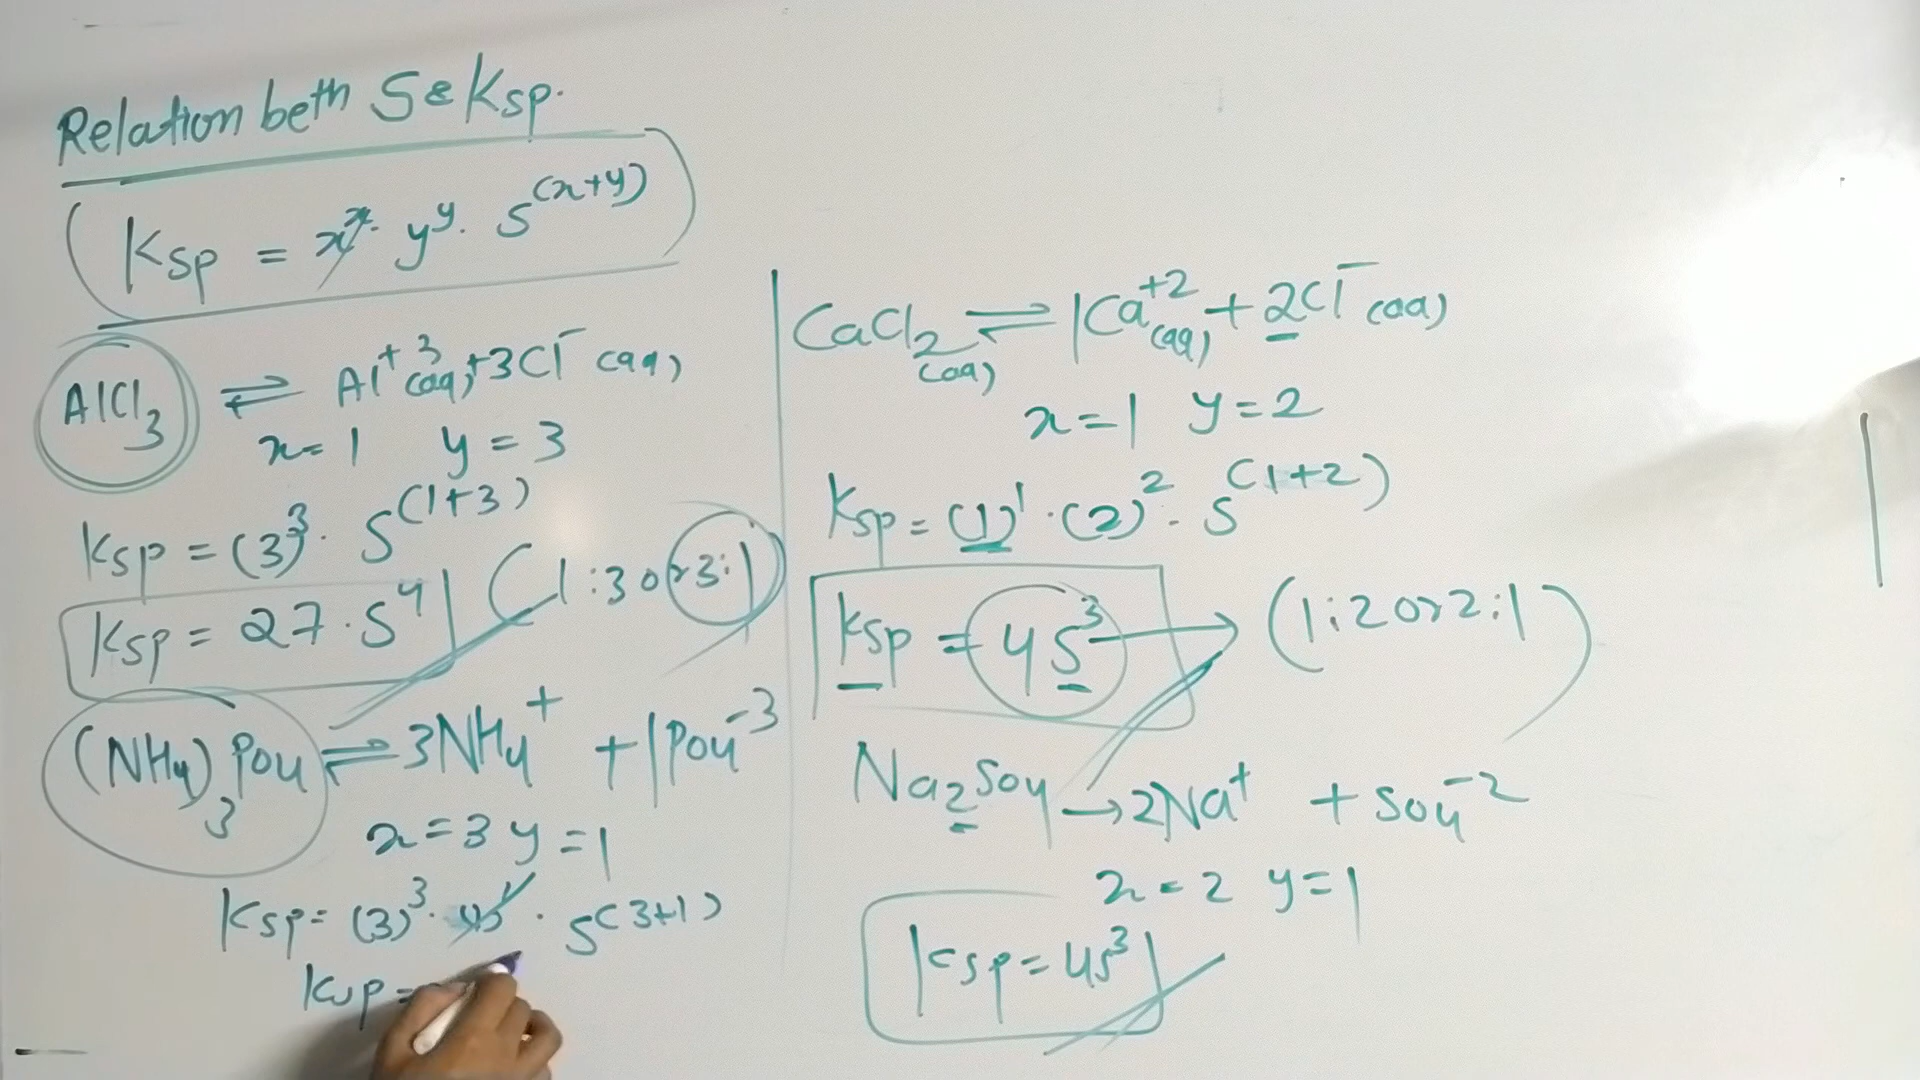 Relation beth S & Ksp.
Ksp = x^x. y^y. S^(x+y)
AlCl3 ⇌ Al^+3(aq) + 3Cl^-(aq)
x=1 y=3
Ksp = (3)^3. S^(1+3)
Ksp = 27.S^4 (1:3 or 3:1)
(NH4)3PO4 ⇌ 3NH4^+ + 1PO4^-3
x=3 y=1
Ksp = (3)^3. (1)^1. S^(3+1)
Ksp =
CaCl2(aq) ⇌ 1Ca^+2(aq) + 2Cl^-(aq)
x=1 y=2
Ksp = (1)^1.(2)^2. S^(1+2)
Ksp = 4S^3 → (1:2 or 2:1)
Na2SO4 → 2Na^+ + SO4^-2
x=2 y=1
Ksp = 4S^3